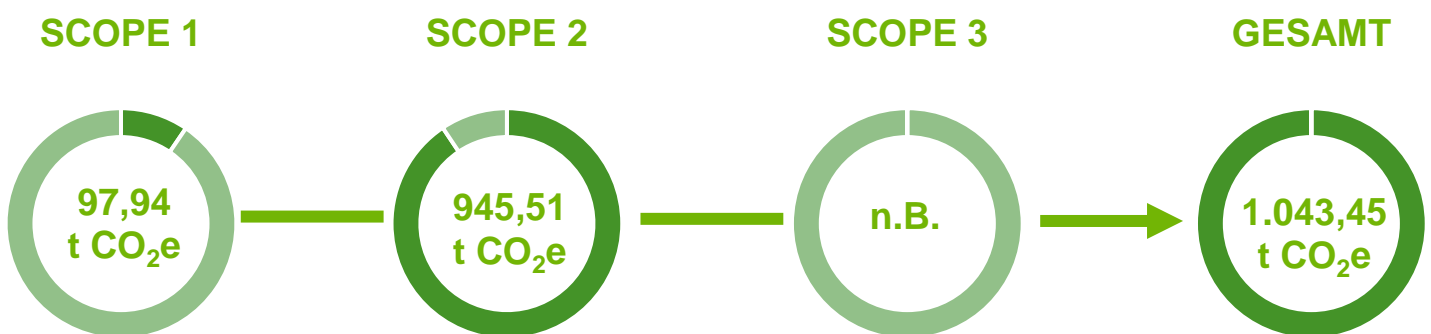 SCOPE 1
SCOPE 2
SCOPE 3
GESAMT
97,94
t CO₂e
945,51
t CO₂e
n.B.
1.043,45
t CO₂e